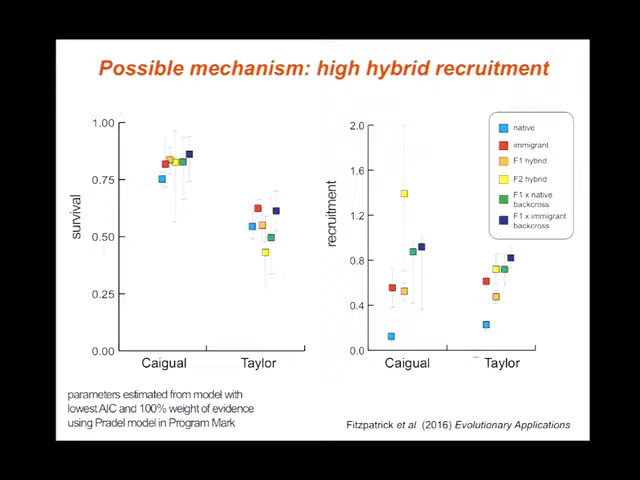 Possible mechanism: high hybrid recruitment
1.00
0.75
0.50
0.25
0.00
survival
Caigual
Taylor
2.0
1.6
1.2
0.8
0.4
0.0
recruitment
Caigual
Taylor
native
immigrant
F1 hybrid
F2 hybrid
F1 x native
backcross
F1 x immigrant
backcross
parameters estimated from model with
lowest AIC and 100% weight of evidence
using Pradel model in Program Mark
Fitzpatrick et al. (2016) Evolutionary Applications